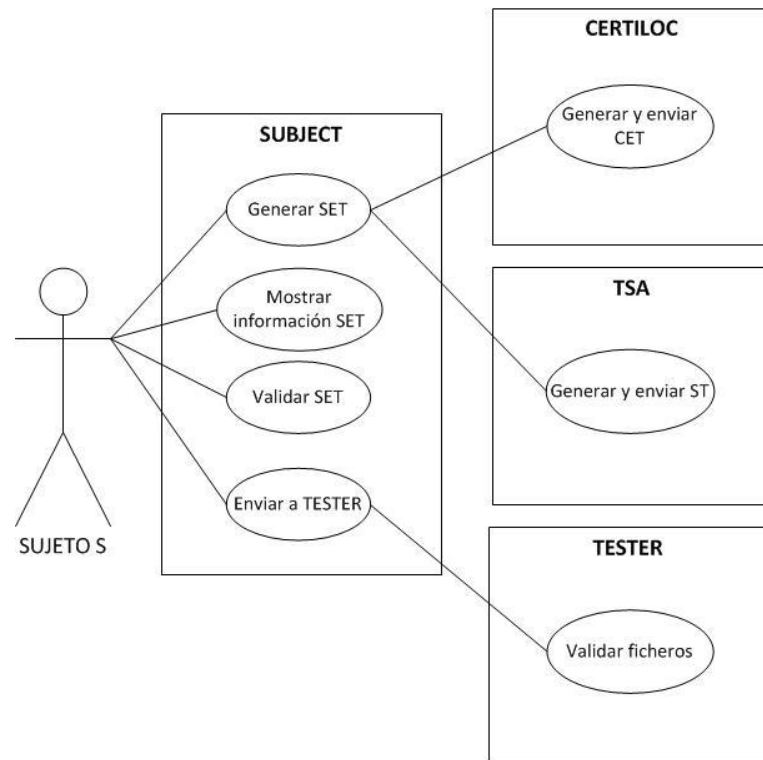 CERTILOC
Generar y enviar
CET
SUBJECT
Generar SET
Mostrar
información SET
Validar SET
Enviar a TESTER
SUJETO S
TSA
Generar y enviar ST
TESTER
Validar ficheros